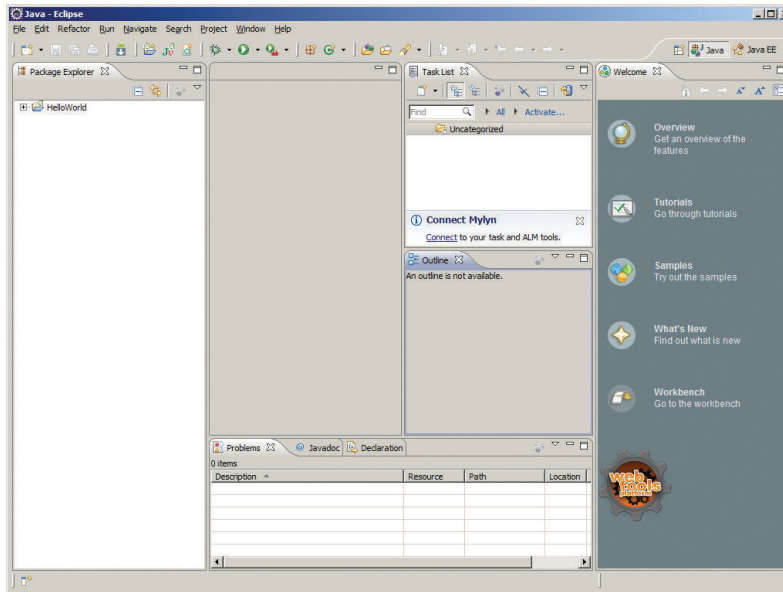 Java - Eclipse
File Edit Refactor Run Navigate Search Project Window Help
Java Java EE
Package Explorer
HelloWorld
Task List
Find All Activate...
Uncategorized
Connect Mylyn
Connect to your task and ALM tools.
Outline
An outline is not available.
Problems Javadoc Declaration
0 items
Description Resource Path Location
Welcome
Overview
Get an overview of the
features
Tutorials
Go through tutorials
Samples
Try out the samples
What's New
Find out what is new
Workbench
Go to the workbench
web
tools
platform